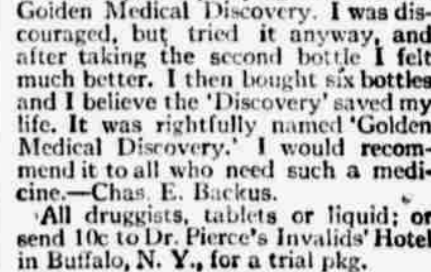 Golden Medical Discovery. I was dis-
couraged, but tried it anyway, and
after taking the second bottle I felt
much better. I then bought six bottles
and I believe the 'Discovery' saved my
life. It was rightfully named 'Golden
Medical Discovery.' I would recom-
mend it to all who need such a medi-
cine.—Chas. E. Backus.
All druggists, tablets or liquid; or
send 10c to Dr. Pierce's Invalids' Hotel
in Buffalo, N. Y., for a trial pkg.